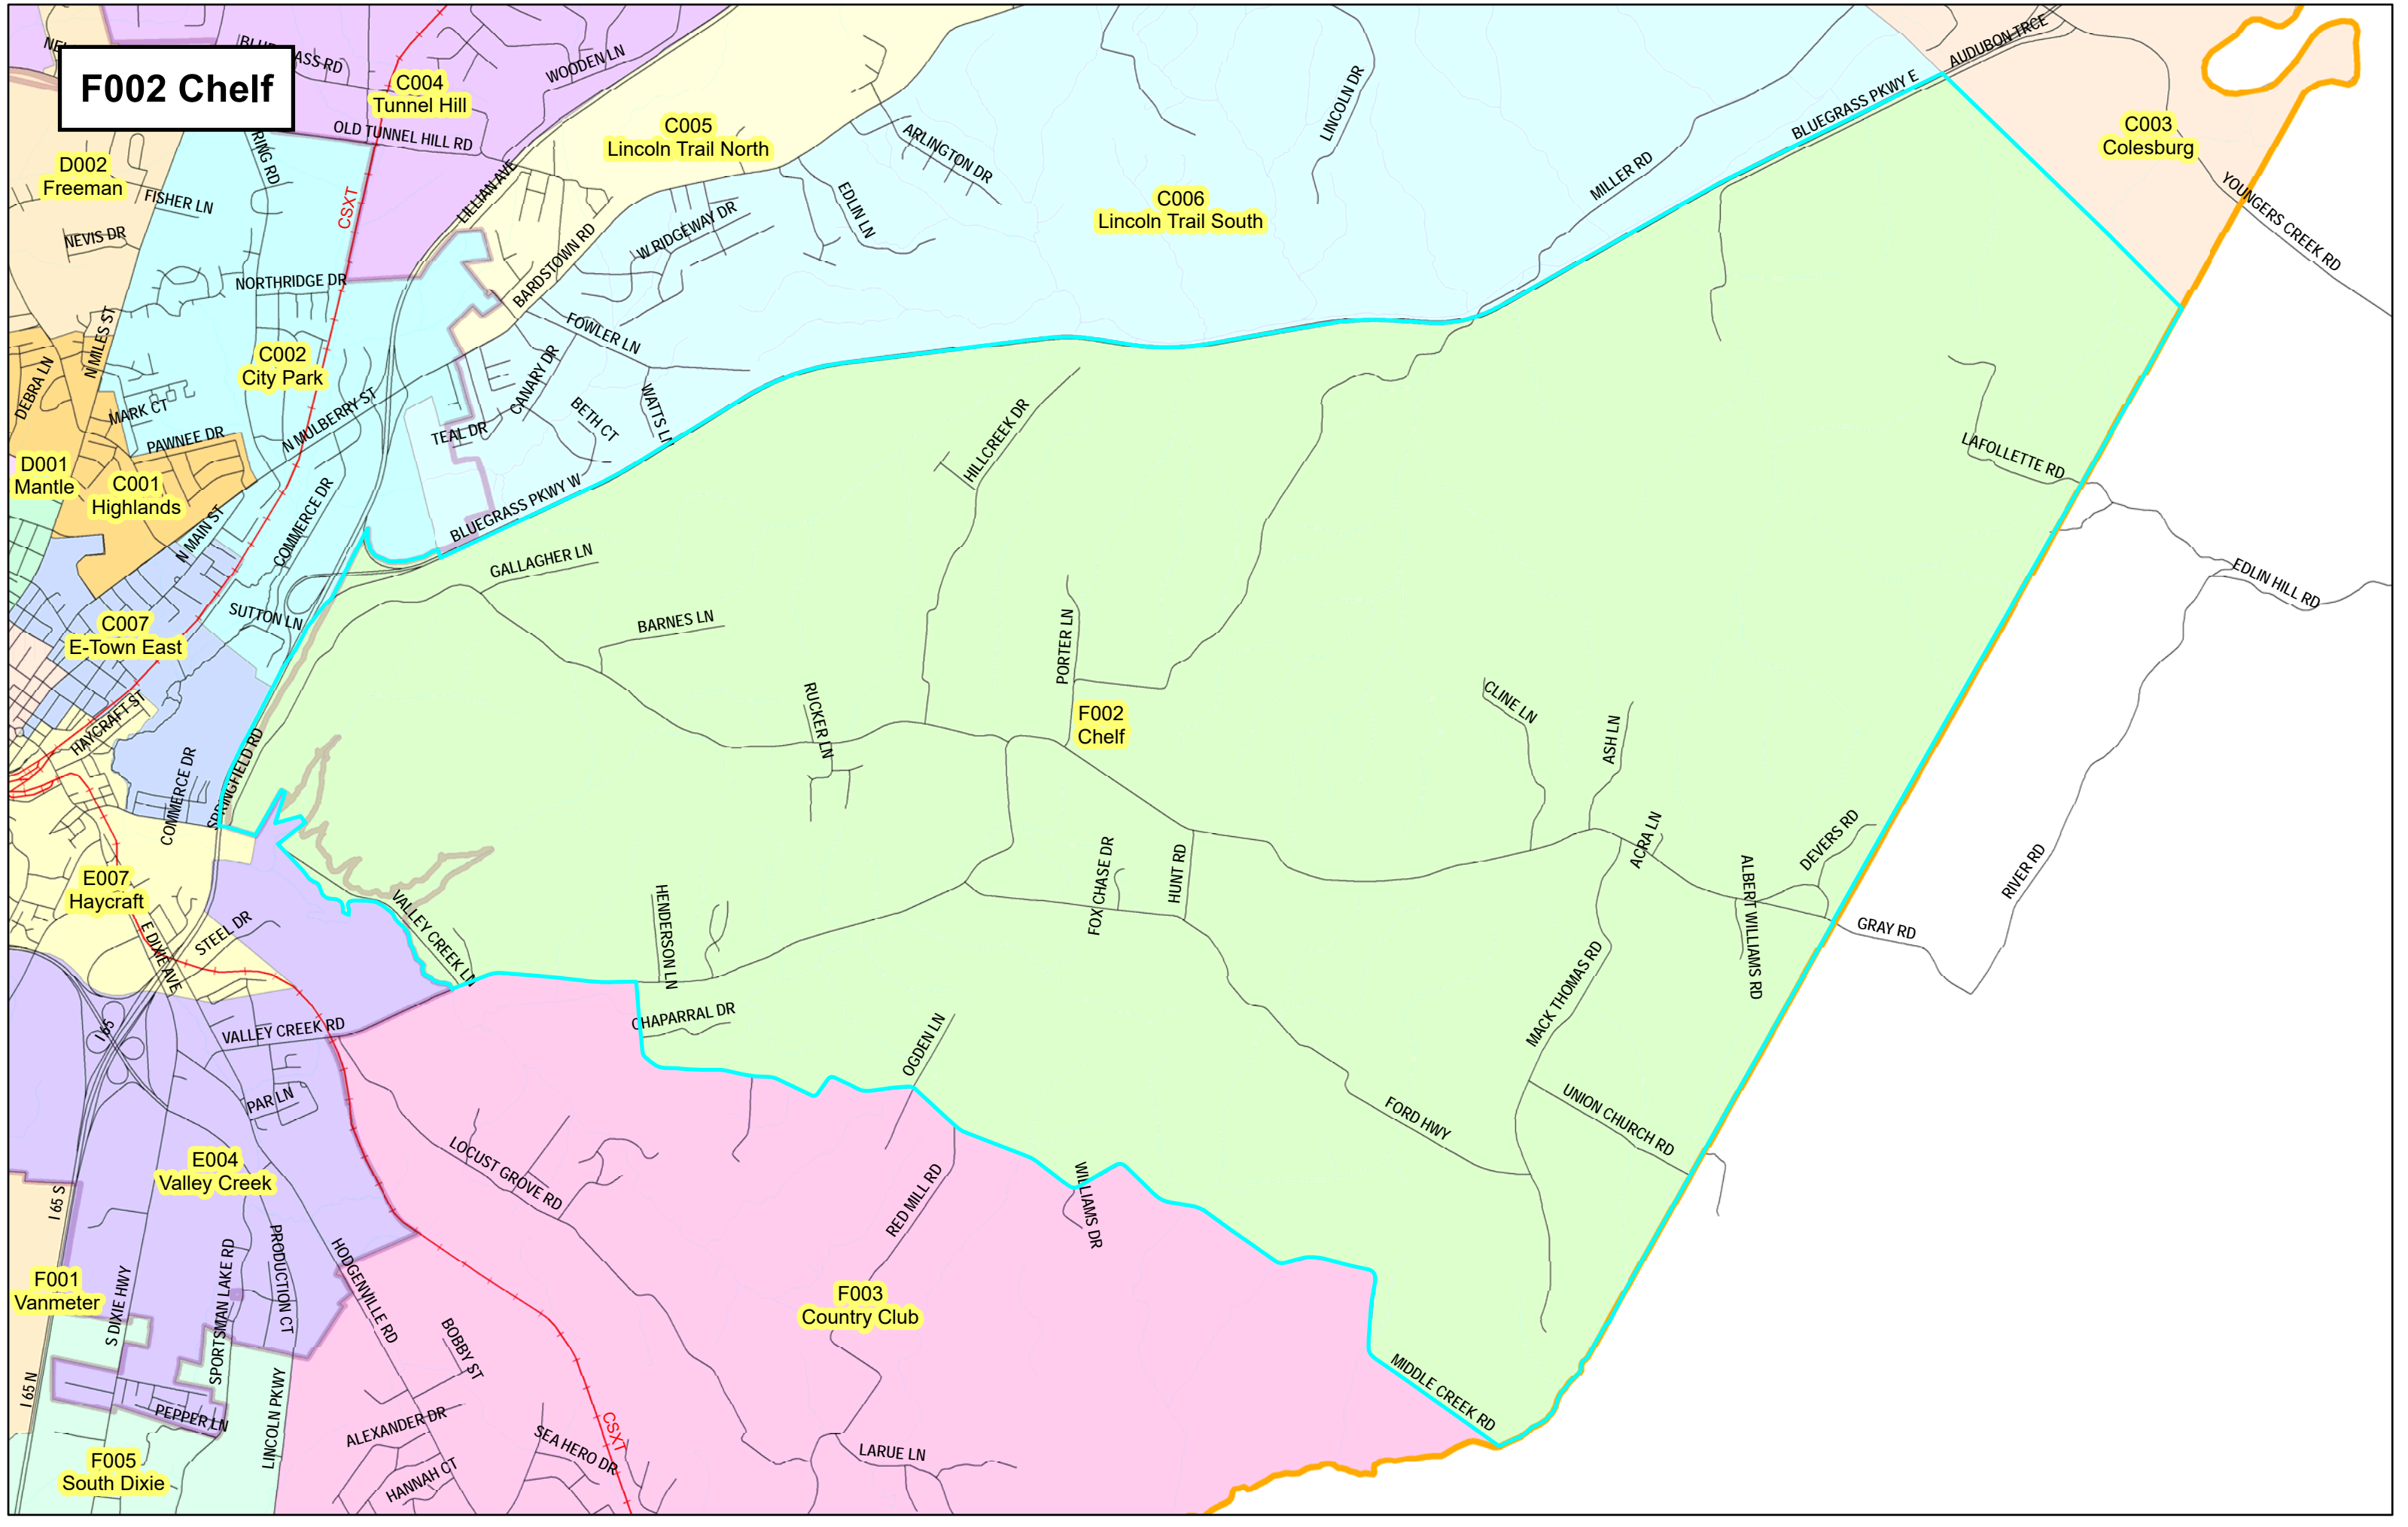 F002 Chelf
BLUEGRASS PKWY E
AUDUBON TRCE
C004
Tunnel Hill
WOODEN LN
OLD TUNNEL HILL RD
C005
Lincoln Trail North
ARLINGTON DR
LINCOLN DR
MILLER RD
C003
Colesburg
YOUNGERS CREEK RD
D002
Freeman
FISHER LN
NEVIS DR
CSXT
LILLIAN AVE
EDLIN LN
W RIDGEWAY DR
C006
Lincoln Trail South
NORTHRIDGE DR
BARDSTOWN RD
N MILES ST
DEBRA LN
C002
City Park
FOWLER LN
CANARY DR
WATTS LN
BETH CT
TEAL DR
MARK CT
PAWNEE DR
N MULBERRY ST
HILLCREEK DR
LAFOLLETTE RD
D001
Mantle
C001
Highlands
N MAIN ST
COMMERCE DR
BLUEGRASS PKWY W
GALLAGHER LN
EDLIN HILL RD
SUTTON LN
BARNES LN
C007
E-Town East
PORTER LN
RUCKER LN
F002
Chelf
CLINE LN
ASH LN
HAYCRAFT ST
COMMERCE DR
SPRINGFIELD RD
ACRA LN
DEVERS RD
RIVER RD
E007
Haycraft
VALLEY CREEK LN
HENDERSON LN
FOX CHASE DR
HUNT RD
ALBERT WILLIAMS RD
GRAY RD
STEEL DR
E DIXIE AVE
MACK THOMAS RD
I 65
VALLEY CREEK RD
CHAPARRAL DR
OGDEN LN
PAR LN
FORD HWY
UNION CHURCH RD
E004
Valley Creek
LOCUST GROVE RD
RED MILL RD
WILLIAMS DR
I 65 S
F001
Vanmeter
S DIXIE HWY
SPORTSMAN LAKE RD
PRODUCTION CT
HODGENVILLE RD
F003
Country Club
BOBBY ST
MIDDLE CREEK RD
I 65 N
PEPPER LN
LINCOLN PKWY
ALEXANDER DR
HANNAH CT
SEA HERO DR
CSXT
LARUE LN
F005
South Dixie